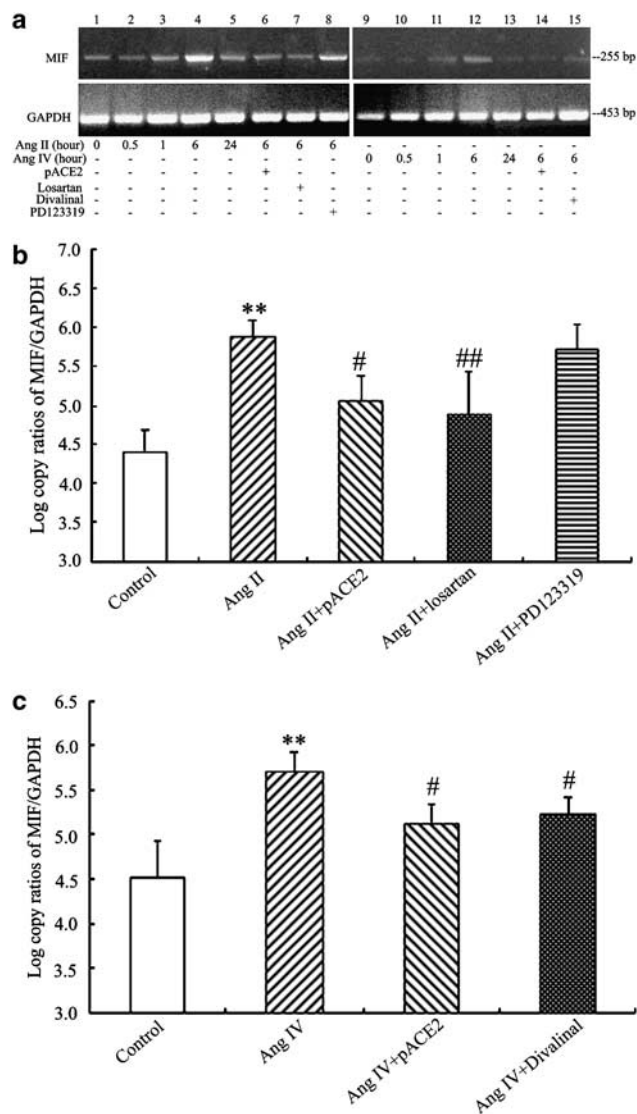 a
1 2 3 4 5 6 7 8 9 10 11 12 13 14 15
MIF --255 bp
GAPDH --453 bp
Ang II (hour) 0 0.5 1 6 24 6 6 6 - - - - - - -
Ang IV (hour) - - - - - - - - 0 0.5 1 6 24 6 6
pACE2 - - - - - + - - - - - - - + -
Losartan - - - - - - + - - - - - - - -
Divalinal - - - - - - - - - - - - - - +
PD123319 - - - - - - - + - - - - - - -
b
Log copy ratios of MIF/GAPDH
7.0
6.5
6.0
5.5
5.0
4.5
4.0
3.5
3.0
**
#
##
Control
Ang II
Ang II+pACE2
Ang II+losartan
Ang II+PD123319
c
Log copy ratios of MIF/GAPDH
6.5
6.0
5.5
5.0
4.5
4.0
3.5
3.0
**
#
#
Control
Ang IV
Ang IV+pACE2
Ang IV+Divalinal